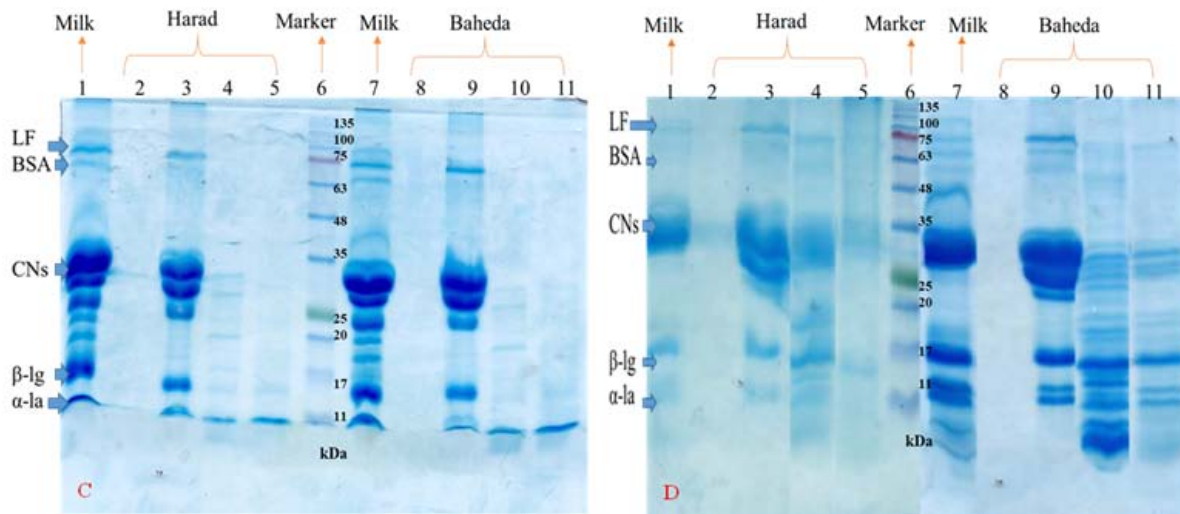 Milk Harad Marker Milk Baheda
1 2 3 4 5 6 7 8 9 10 11
LF
BSA
CNs
β-lg
α-la
135
100
75
63
48
35
25
20
17
11
kDa
C
Milk Harad Marker Milk Baheda
1 2 3 4 5 6 7 8 9 10 11
LF
BSA
CNs
β-lg
α-la
135
100
75
63
48
35
25
20
17
11
kDa
D